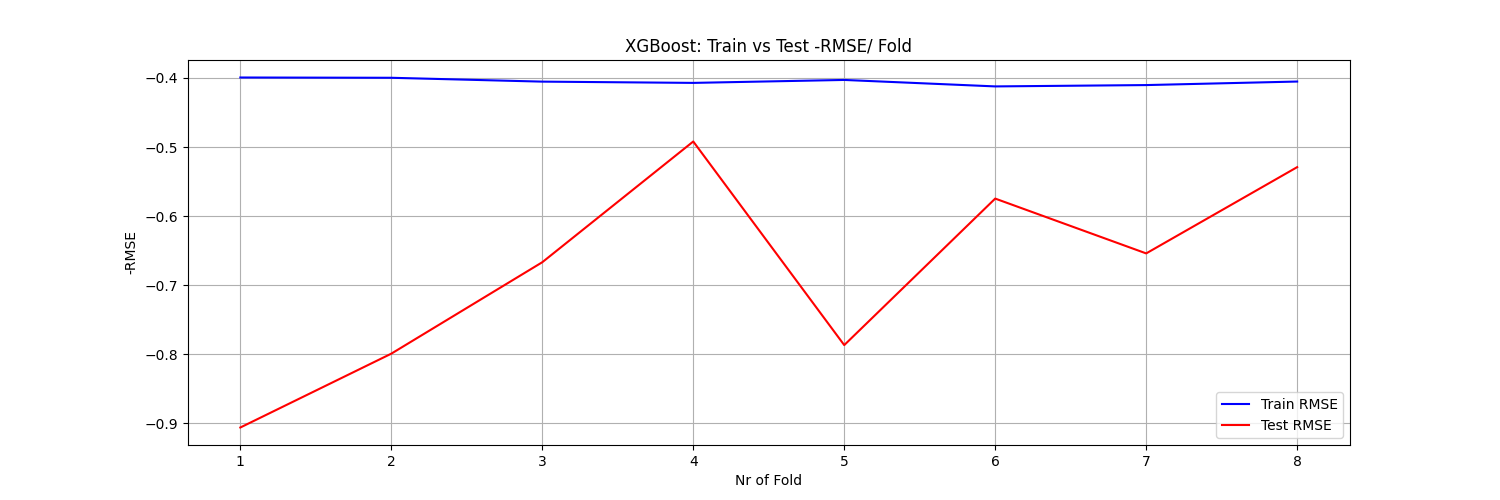 XGBoost: Train vs Test -RMSE/ Fold
−0.4
−0.5
−0.6
−0.7
−0.8
−0.9
-RMSE
Train RMSE
Test RMSE
1 2 3 4 5 6 7 8
Nr of Fold